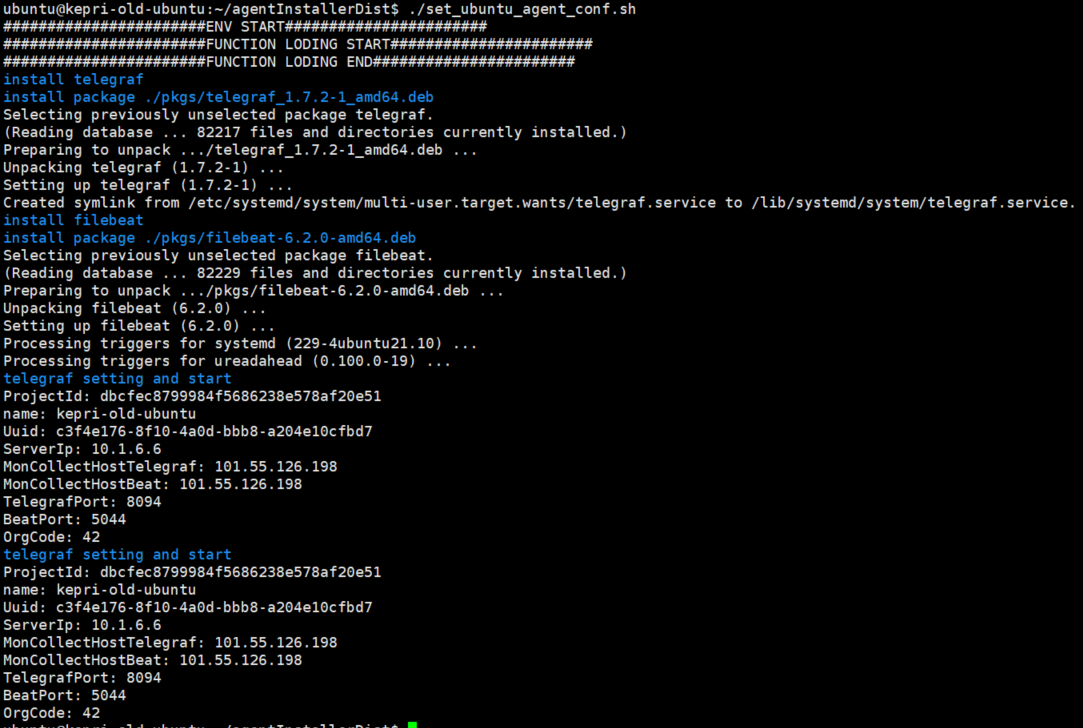 ubuntu@kepri-old-ubuntu:~/agentInstallerDist$ ./set_ubuntu_agent_conf.sh
#######################ENV START#######################
#######################FUNCTION LODING START#######################
#######################FUNCTION LODING END#######################
install telegraf
install package ./pkgs/telegraf_1.7.2-1_amd64.deb
Selecting previously unselected package telegraf.
(Reading database ... 82217 files and directories currently installed.)
Preparing to unpack .../telegraf_1.7.2-1_amd64.deb ...
Unpacking telegraf (1.7.2-1) ...
Setting up telegraf (1.7.2-1) ...
Created symlink from /etc/systemd/system/multi-user.target.wants/telegraf.service to /lib/systemd/system/telegraf.service.
install filebeat
install package ./pkgs/filebeat-6.2.0-amd64.deb
Selecting previously unselected package filebeat.
(Reading database ... 82229 files and directories currently installed.)
Preparing to unpack .../pkgs/filebeat-6.2.0-amd64.deb ...
Unpacking filebeat (6.2.0) ...
Setting up filebeat (6.2.0) ...
Processing triggers for systemd (229-4ubuntu21.10) ...
Processing triggers for ureadahead (0.100.0-19) ...
telegraf setting and start
ProjectId: dbcfec8799984f5686238e578af20e51
name: kepri-old-ubuntu
Uuid: c3f4e176-8f10-4a0d-bbb8-a204e10cfbd7
ServerIp: 10.1.6.6
MonCollectHostTelegraf: 101.55.126.198
MonCollectHostBeat: 101.55.126.198
TelegrafPort: 8094
BeatPort: 5044
OrgCode: 42
telegraf setting and start
ProjectId: dbcfec8799984f5686238e578af20e51
name: kepri-old-ubuntu
Uuid: c3f4e176-8f10-4a0d-bbb8-a204e10cfbd7
ServerIp: 10.1.6.6
MonCollectHostTelegraf: 101.55.126.198
MonCollectHostBeat: 101.55.126.198
TelegrafPort: 8094
BeatPort: 5044
OrgCode: 42
ubuntu@kepri-old-ubuntu:~/agentInstallerDist$